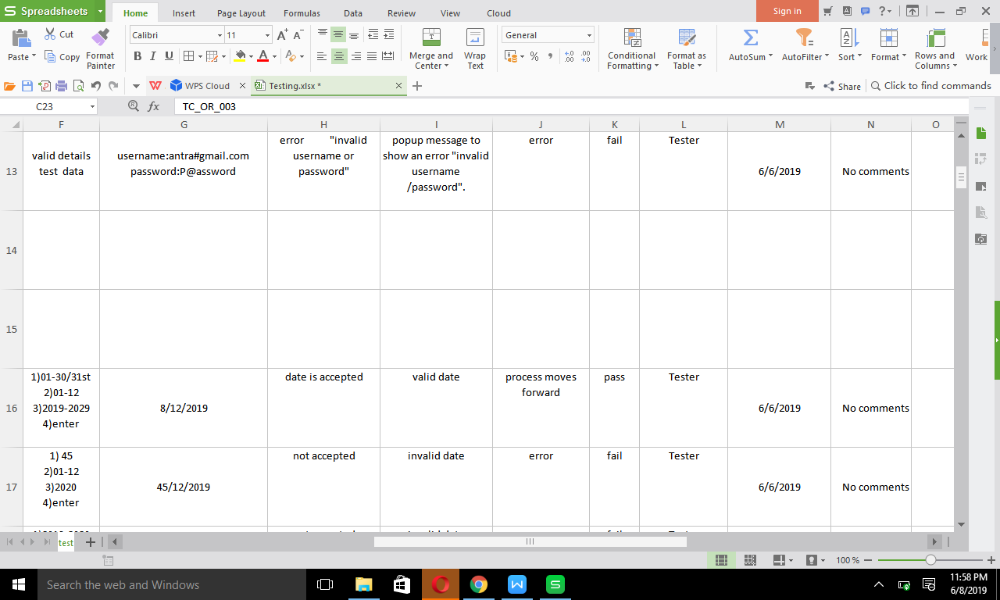 Spreadsheets
Home Insert Page Layout Formulas Data Review View Cloud Sign in
Paste Cut Copy Format Painter
Calibri 11
B I U A
General
Merge and Center
Wrap Text
Conditional Formatting
Format as Table
AutoSum
AutoFilter
Sort
Format
Rows and Columns
Work
WPS Cloud Testing.xlsx * Share Click to find commands
C23 fx TC_OR_003
F G H I J K L M N O
13
valid details
test data
username:antra#gmail.com
password:P@assword
error "invalid
username or
password"
popup message to
show an error "invalid
username
/password".
error
fail
Tester
6/6/2019
No comments
14
15
16
1)01-30/31st
2)01-12
3)2019-2029
4)enter
8/12/2019
date is accepted
valid date
process moves
forward
pass
Tester
6/6/2019
No comments
17
1) 45
2)01-12
3)2020
4)enter
45/12/2019
not accepted
invalid date
error
fail
Tester
6/6/2019
No comments
test
100 %
Search the web and Windows
11:58 PM
6/8/2019